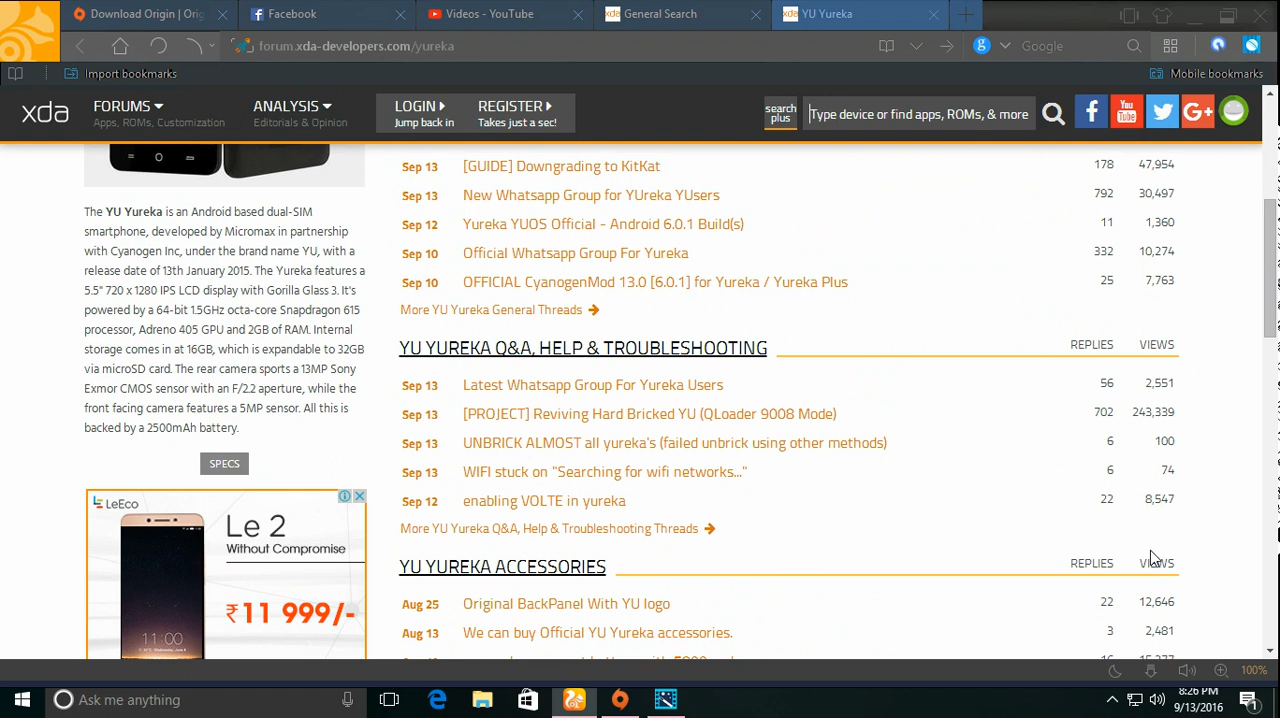 Download Origin | Orig
Facebook
Videos - YouTube
xda General Search
xda YU Yureka
forum.xda-developers.com/yureka
g Google
Import bookmarks
Mobile bookmarks
xda
FORUMS
Apps, ROMs, Customization
ANALYSIS
Editorials & Opinion
LOGIN
Jump back in
REGISTER
Takes just a sec!
search
plus
Type device or find apps, ROMs, & more
f
You
Tube
G+
Sep 13 [GUIDE] Downgrading to KitKat 178 47,954
Sep 13 New Whatsapp Group for YUreka YUsers 792 30,497
Sep 12 Yureka YUOS Official - Android 6.0.1 Build(s) 11 1,360
Sep 10 Official Whatsapp Group For Yureka 332 10,274
Sep 10 OFFICIAL CyanogenMod 13.0 [6.0.1] for Yureka / Yureka Plus 25 7,763
More YU Yureka General Threads
YU YUREKA Q&A, HELP & TROUBLESHOOTING REPLIES VIEWS
Sep 13 Latest Whatsapp Group For Yureka Users 56 2,551
Sep 13 [PROJECT] Reviving Hard Bricked YU (QLoader 9008 Mode) 702 243,339
Sep 13 UNBRICK ALMOST all yureka's (failed unbrick using other methods) 6 100
Sep 13 WIFI stuck on "Searching for wifi networks..." 6 74
Sep 12 enabling VOLTE in yureka 22 8,547
More YU Yureka Q&A, Help & Troubleshooting Threads
YU YUREKA ACCESSORIES REPLIES VIEWS
Aug 25 Original BackPanel With YU logo 22 12,646
Aug 13 We can buy Official YU Yureka accessories. 3 2,481
The YU Yureka is an Android based dual-SIM
smartphone, developed by Micromax in partnership
with Cyanogen Inc, under the brand name YU, with a
release date of 13th January 2015. The Yureka features a
5.5" 720 x 1280 IPS LCD display with Gorilla Glass 3. It's
powered by a 64-bit 1.5GHz octa-core Snapdragon 615
processor, Adreno 405 GPU and 2GB of RAM. Internal
storage comes in at 16GB, which is expandable to 32GB
via microSD card. The rear camera sports a 13MP Sony
Exmor CMOS sensor with an F/2.2 aperture, while the
front facing camera features a 5MP sensor. All this is
backed by a 2500mAh battery.
SPECS
LeEco
Le 2
Without Compromise
₹11 999/-
11:00
100%
Ask me anything
8:26 PM
9/13/2016
1